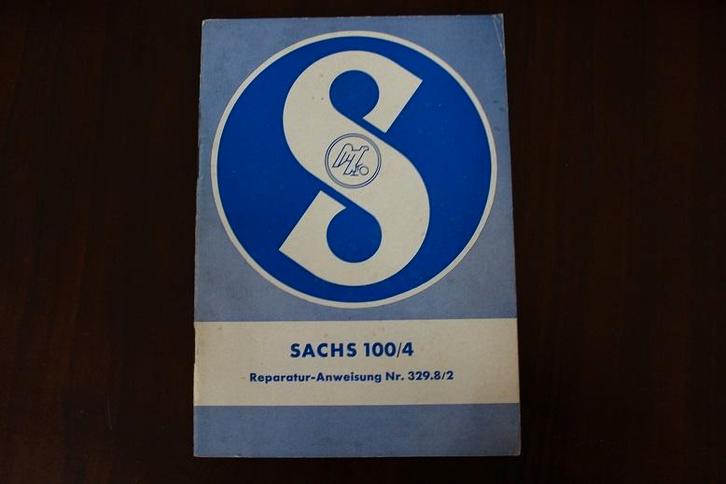 S
SACHS 100/4
Reparatur-Anweisung Nr. 329.8/2